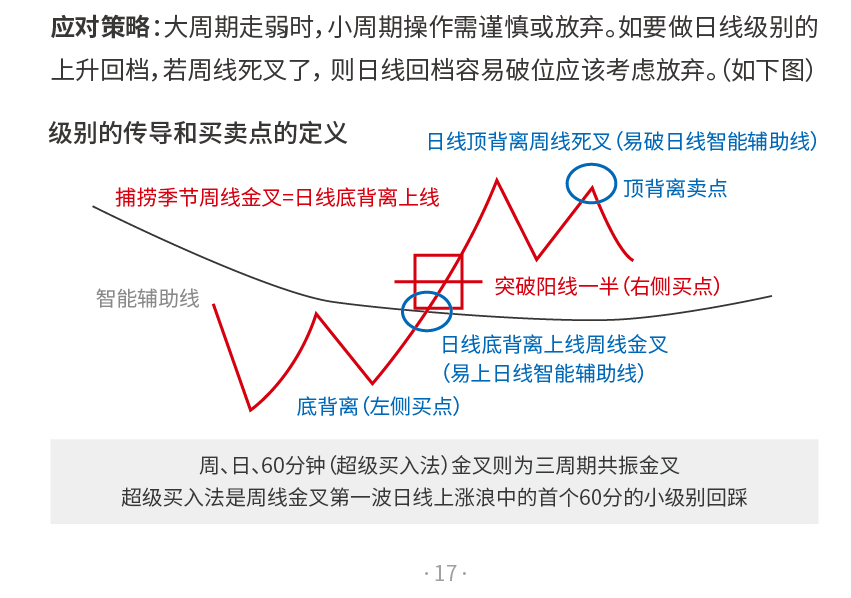 应对策略：大周期走弱时，小周期操作需谨慎或放弃。如要做日线级别的
上升回档，若周线死叉了，则日线回档容易破位应该考虑放弃。（如下图）
级别的传导和买卖点的定义
日线顶背离周线死叉（易破日线智能辅助线）
顶背离卖点
捕捞季节周线金叉=日线底背离上线
突破阳线一半（右侧买点）
智能辅助线
日线底背离上线周线金叉
（易上日线智能辅助线）
底背离（左侧买点）
周、日、60分钟（超级买入法）金叉则为三周期共振金叉
超级买入法是周线金叉第一波日线上涨浪中的首个60分的小级别回踩
·17·